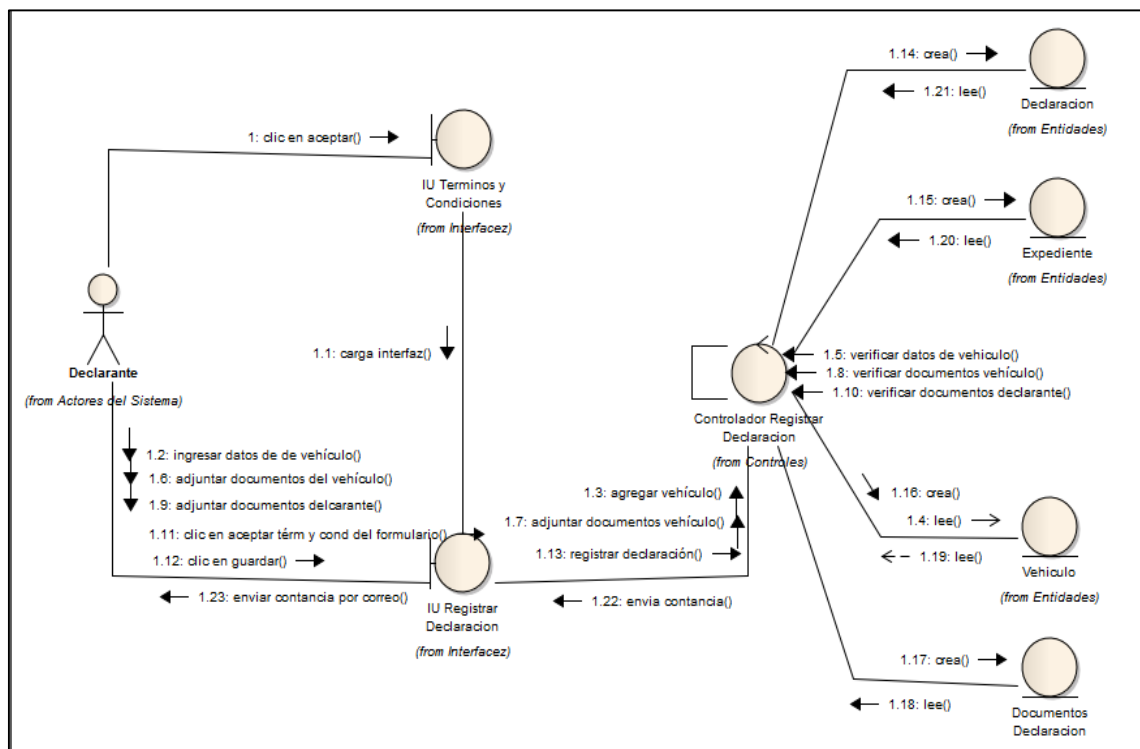 1.14: crea()
1.21: lee()
Declaracion
(from Entidades)
1: clic en aceptar()
IU Terminos y
Condiciones
(from Interfacez)
1.15: crea()
1.20: lee()
Expediente
(from Entidades)
Declarante
(from Actores del Sistema)
1.1: carga interfaz()
1.5: verificar datos de vehiculo()
1.8: verificar documentos vehículo()
1.10: verificar documentos declarante()
Controlador Registrar
Declaracion
(from Controles)
1.2: ingresar datos de de vehículo()
1.6: adjuntar documentos del vehículo()
1.9: adjuntar documentos delcarante()
1.11: clic en aceptar térm y cond del formulario()
1.12: clic en guardar()
1.23: enviar contancia por correo()
IU Registrar
Declaracion
(from Interfacez)
1.3: agregar vehículo()
1.7: adjuntar documentos vehículo()
1.13: registrar declaración()
1.22: envia contancia()
1.16: crea()
1.4: lee()
1.19: lee()
Vehiculo
(from Entidades)
1.17: crea()
1.18: lee()
Documentos
Declaracion